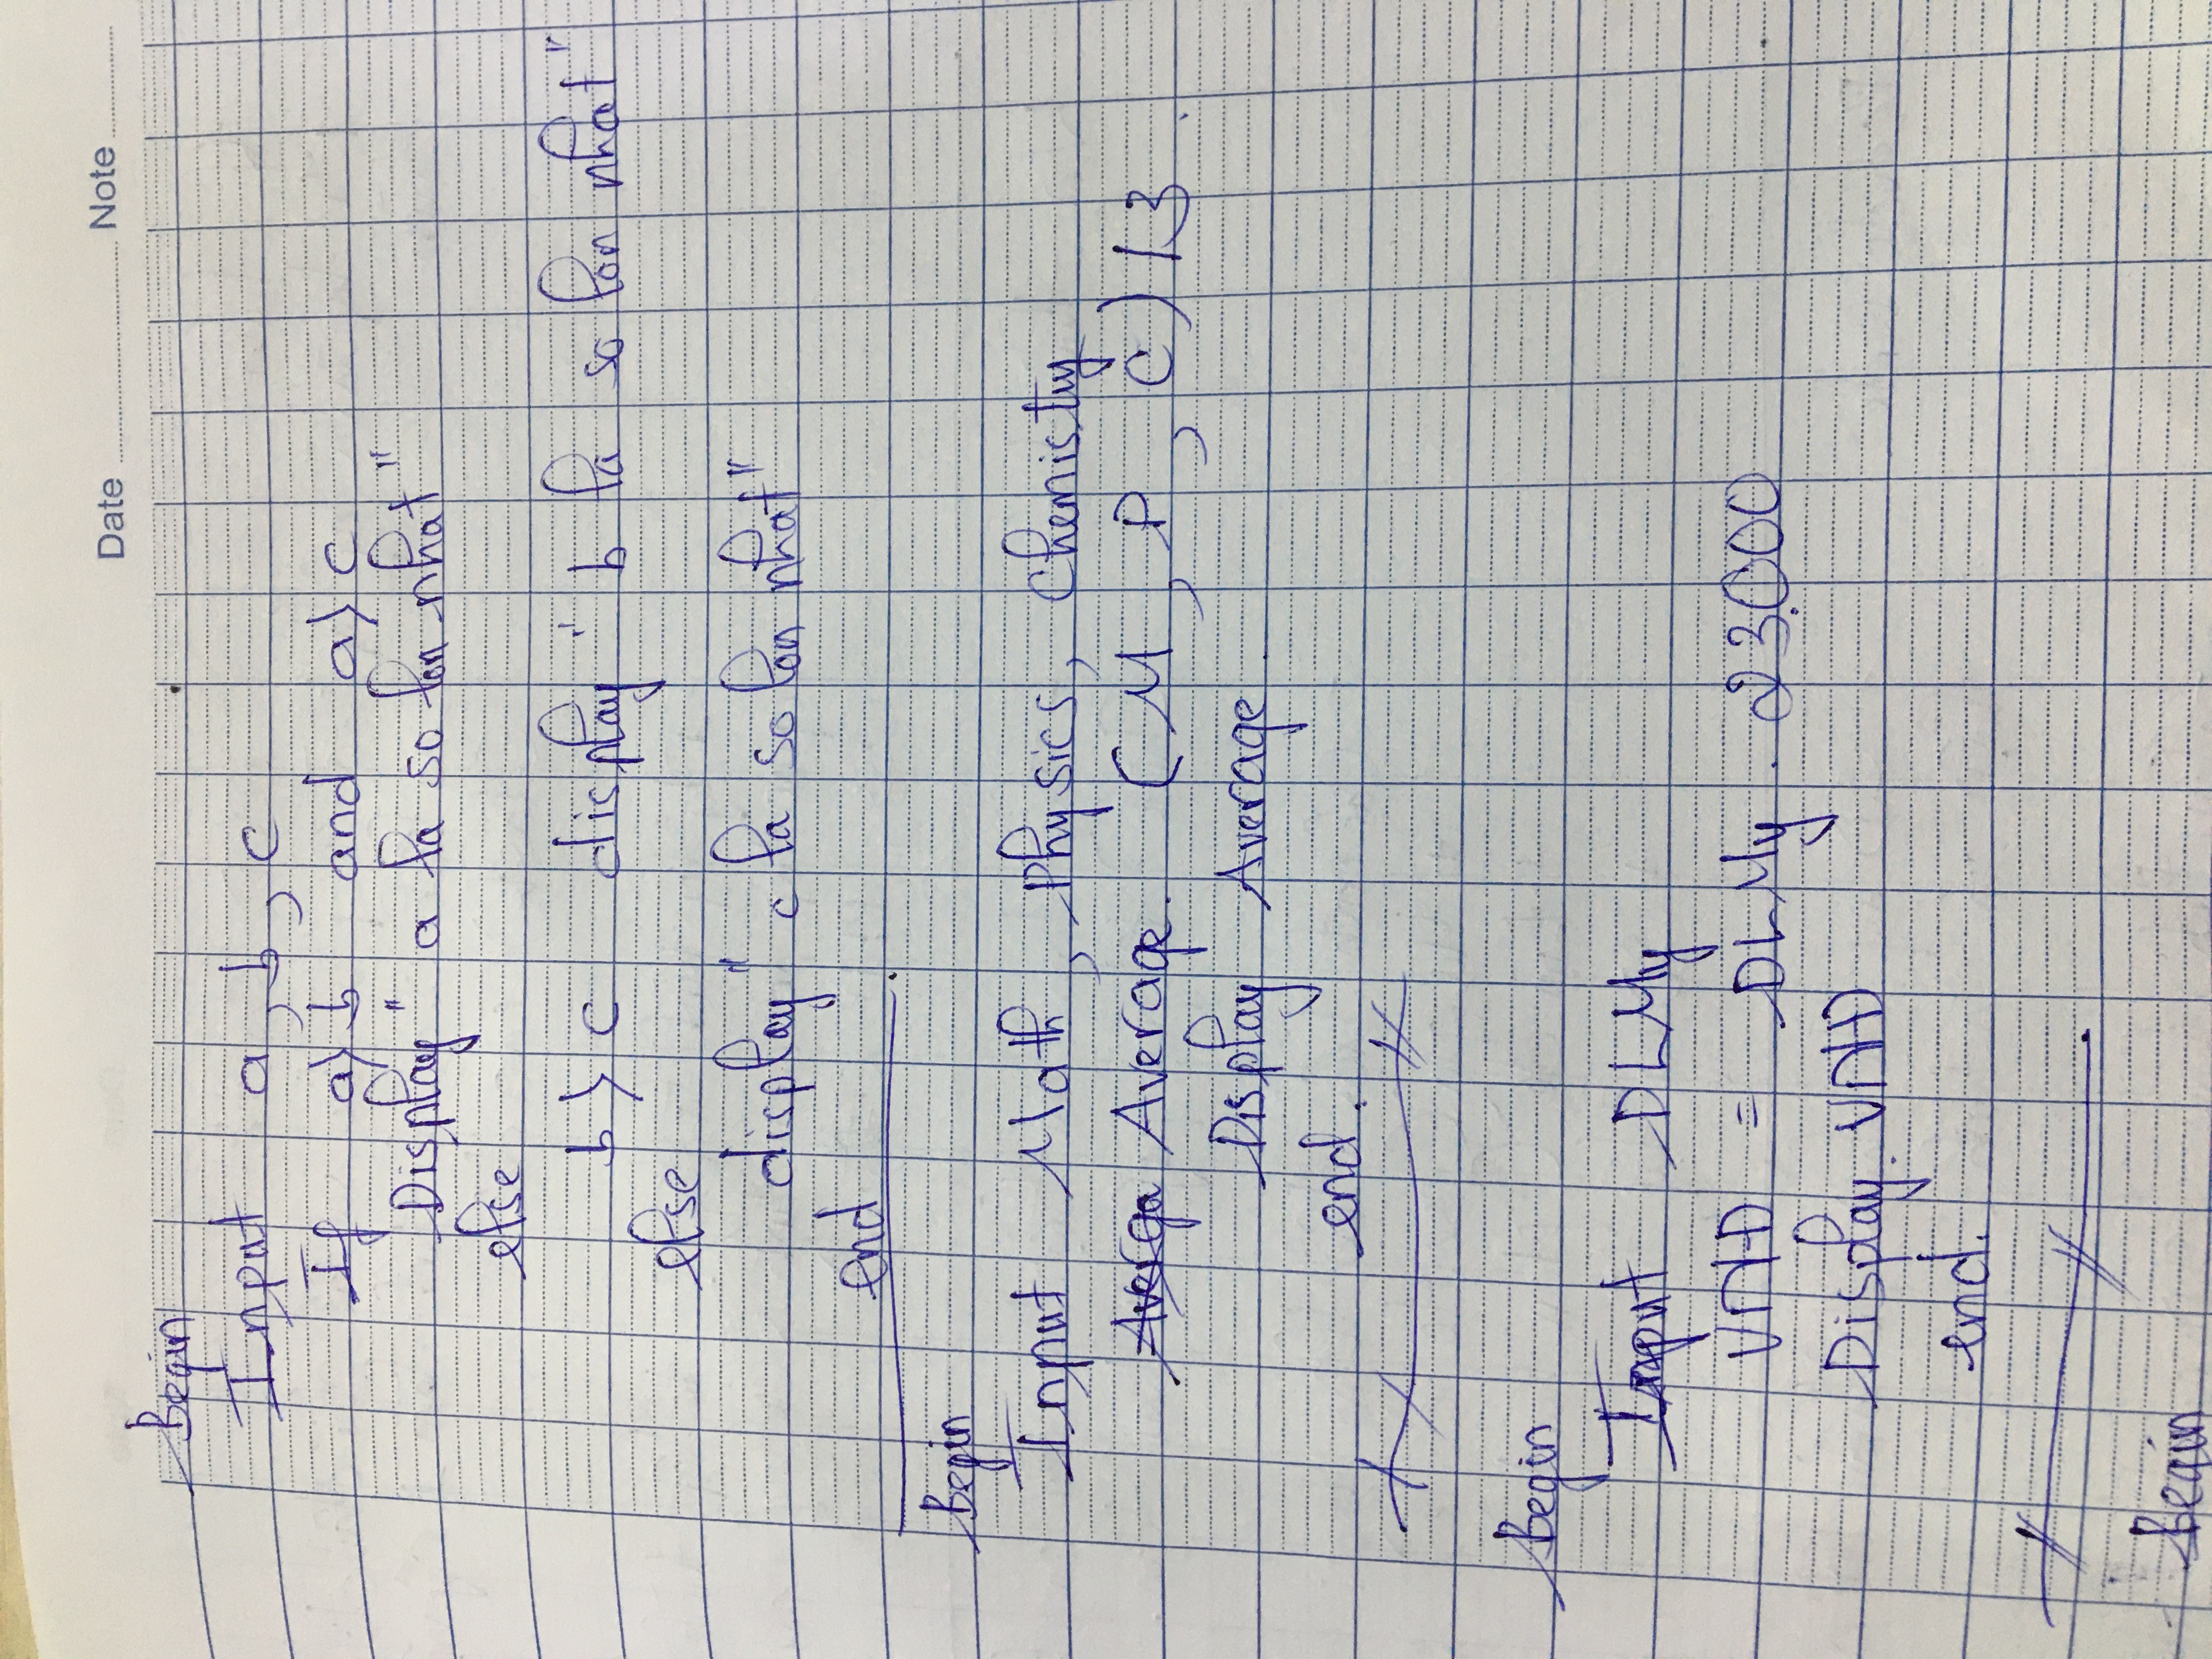 Date Note
Begin
Input a, b, c
If a > b and a > c
Display " a la so lon nhat "
else
b > c display " b la so lon nhat "
else
display " c la so lon nhat "
end
Begin
Input Math, Physics, Chemistry
Averga Average. (M, P, C) / 3.
Display Average.
end.
Begin
Input DLMy
VNĐ = DLMy . 23.000
Display. VNĐ
end.
Begin